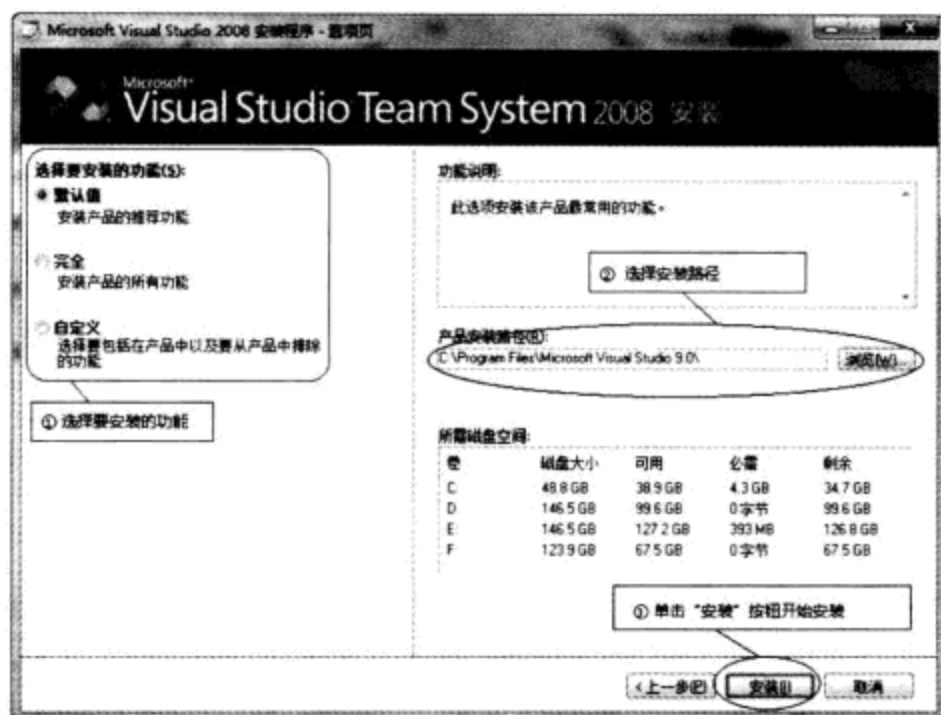 Microsoft Visual Studio 2008 安装程序 - 选项页
Microsoft
Visual Studio Team System 2008 安装
选择要安装的功能(S):
默认值
安装产品的推荐功能
完全
安装产品的所有功能
自定义
选择要包括在产品中以及要从产品中排除
的功能
① 选择要安装的功能
功能说明:
此选项安装该产品最常用的功能。
② 选择安装路径
产品安装路径(R):
C:\Program Files\Microsoft Visual Studio 9.0\
浏览(W)...
所需磁盘空间:
卷 磁盘大小 可用 必需 剩余
C 48.8 GB 38.9 GB 4.3 GB 34.7 GB
D 146.5 GB 99.6 GB 0 字节 99.6 GB
E 146.5 GB 127.2 GB 393 MB 126.8 GB
F 123.9 GB 67.5 GB 0 字节 67.5 GB
③ 单击“安装”按钮开始安装
<上一步(P) 安装(I) 取消